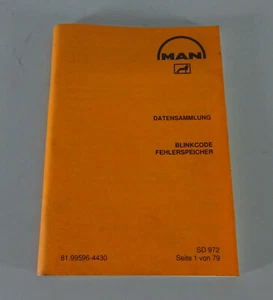 MAN
DATENSAMMLUNG
BLINKCODE
FEHLERSPEICHER
SD 972
81.99596-4430 Seite 1 von 79